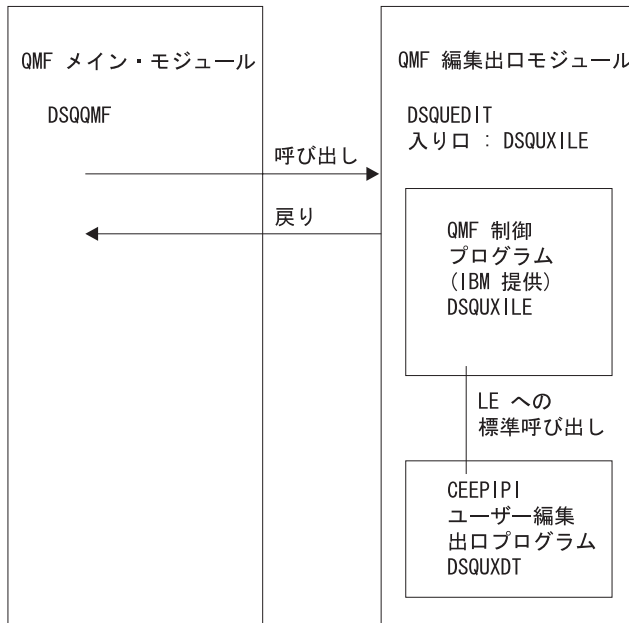 QMF メイン・モジュール
DSQQMF
呼び出し
戻り
QMF 編集出口モジュール
DSQUEDIT
入り口 : DSQUXILE
QMF 制御
プログラム
(IBM 提供)
DSQUXILE
LE への
標準呼び出し
CEEPIPI
ユーザー編集
出口プログラム
DSQUXDT